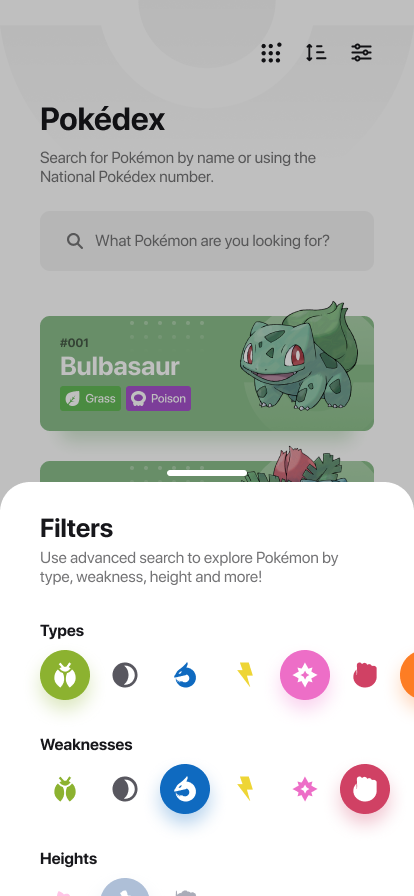 Pokédex
Search for Pokémon by name or using the
National Pokédex number.
What Pokémon are you looking for?
#001
Bulbasaur
Grass
Poison
Filters
Use advanced search to explore Pokémon by
type, weakness, height and more!
Types
Weaknesses
Heights